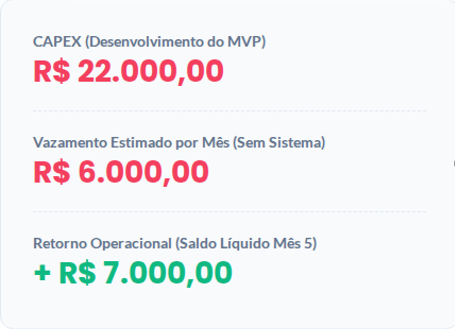 CAPEX (Desenvolvimento do MVP)
R$ 22.000,00
Vazamento Estimado por Mês (Sem Sistema)
R$ 6.000,00
Retorno Operacional (Saldo Líquido Mês 5)
+ R$ 7.000,00